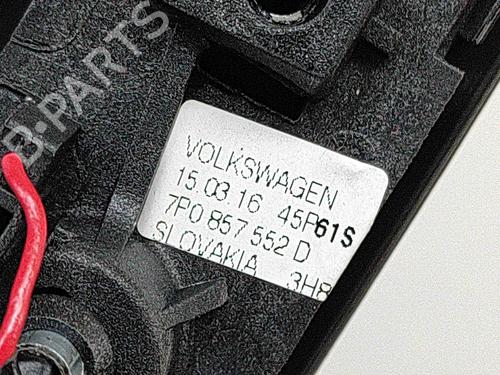 B-PARTS
VOLKSWAGEN
15.03.16 45P61S
7P0 857 552 D
SLOVAKIA 3H8